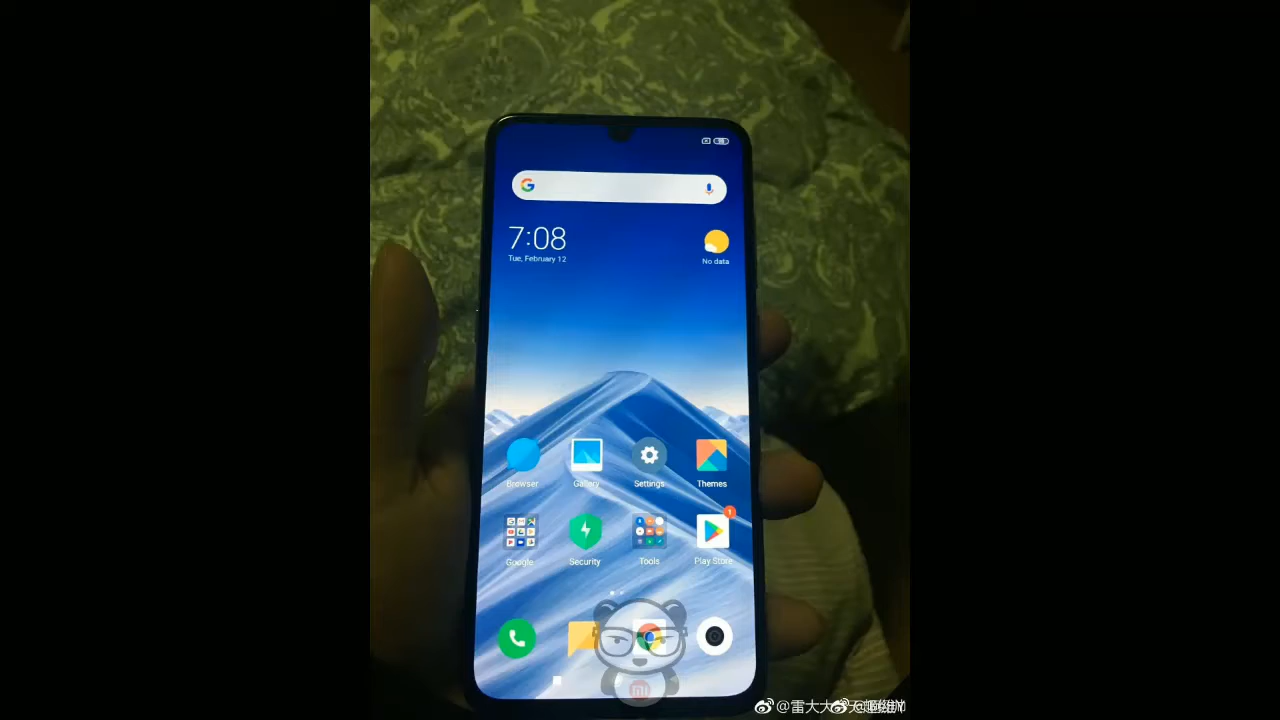 7:08
Tue, February 12
No data
Browser
Gallery
Settings
Themes
Google
Security
Tools
1
Play Store
@雷大大